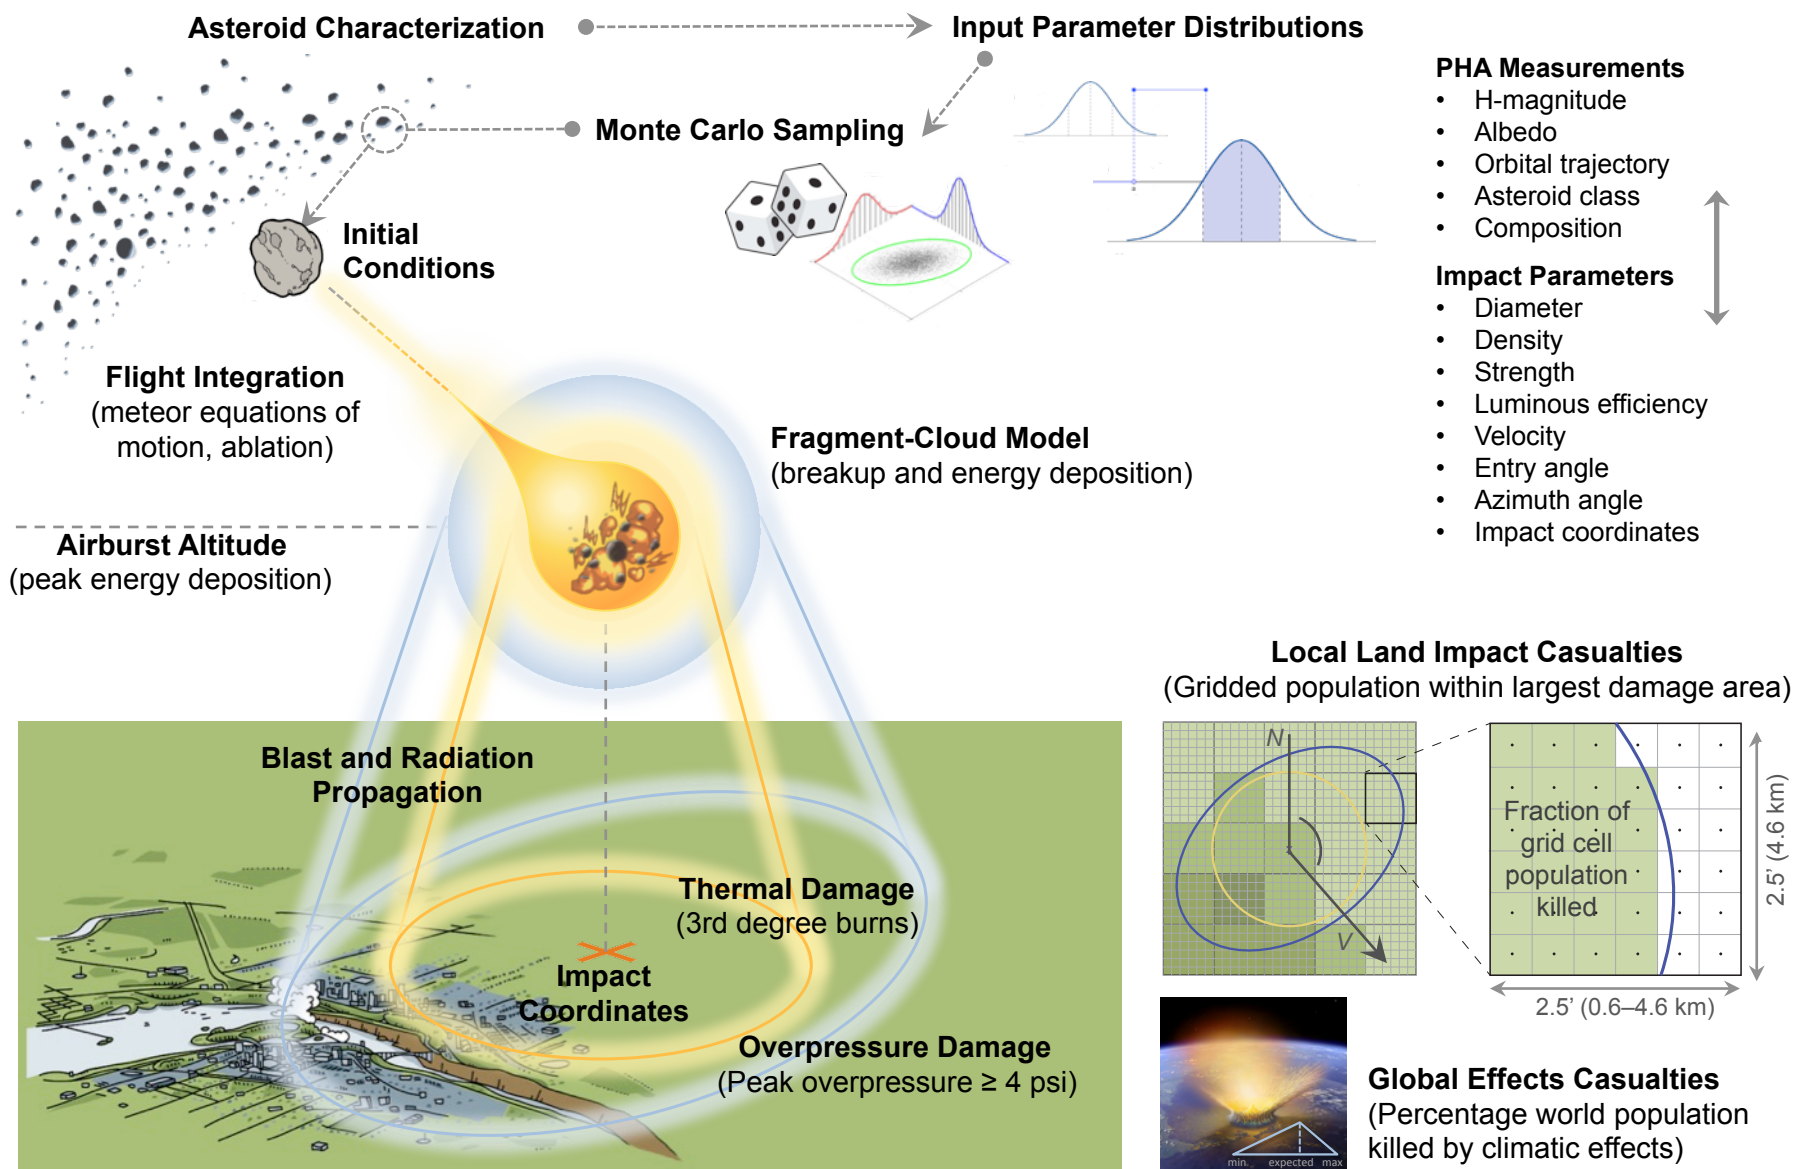 Asteroid Characterization
Input Parameter Distributions
Monte Carlo Sampling
Initial
Conditions
PHA Measurements
• H-magnitude
• Albedo
• Orbital trajectory
• Asteroid class
• Composition
Impact Parameters
• Diameter
• Density
• Strength
• Luminous efficiency
• Velocity
• Entry angle
• Azimuth angle
• Impact coordinates
Flight Integration
(meteor equations of
motion, ablation)
Fragment-Cloud Model
(breakup and energy deposition)
Airburst Altitude
(peak energy deposition)
Blast and Radiation
Propagation
Thermal Damage
(3rd degree burns)
Impact
Coordinates
Overpressure Damage
(Peak overpressure ≥ 4 psi)
Local Land Impact Casualties
(Gridded population within largest damage area)
N
V
Fraction of
grid cell
population
killed
2.5' (4.6 km)
2.5' (0.6–4.6 km)
min. expected max
Global Effects Casualties
(Percentage world population
killed by climatic effects)